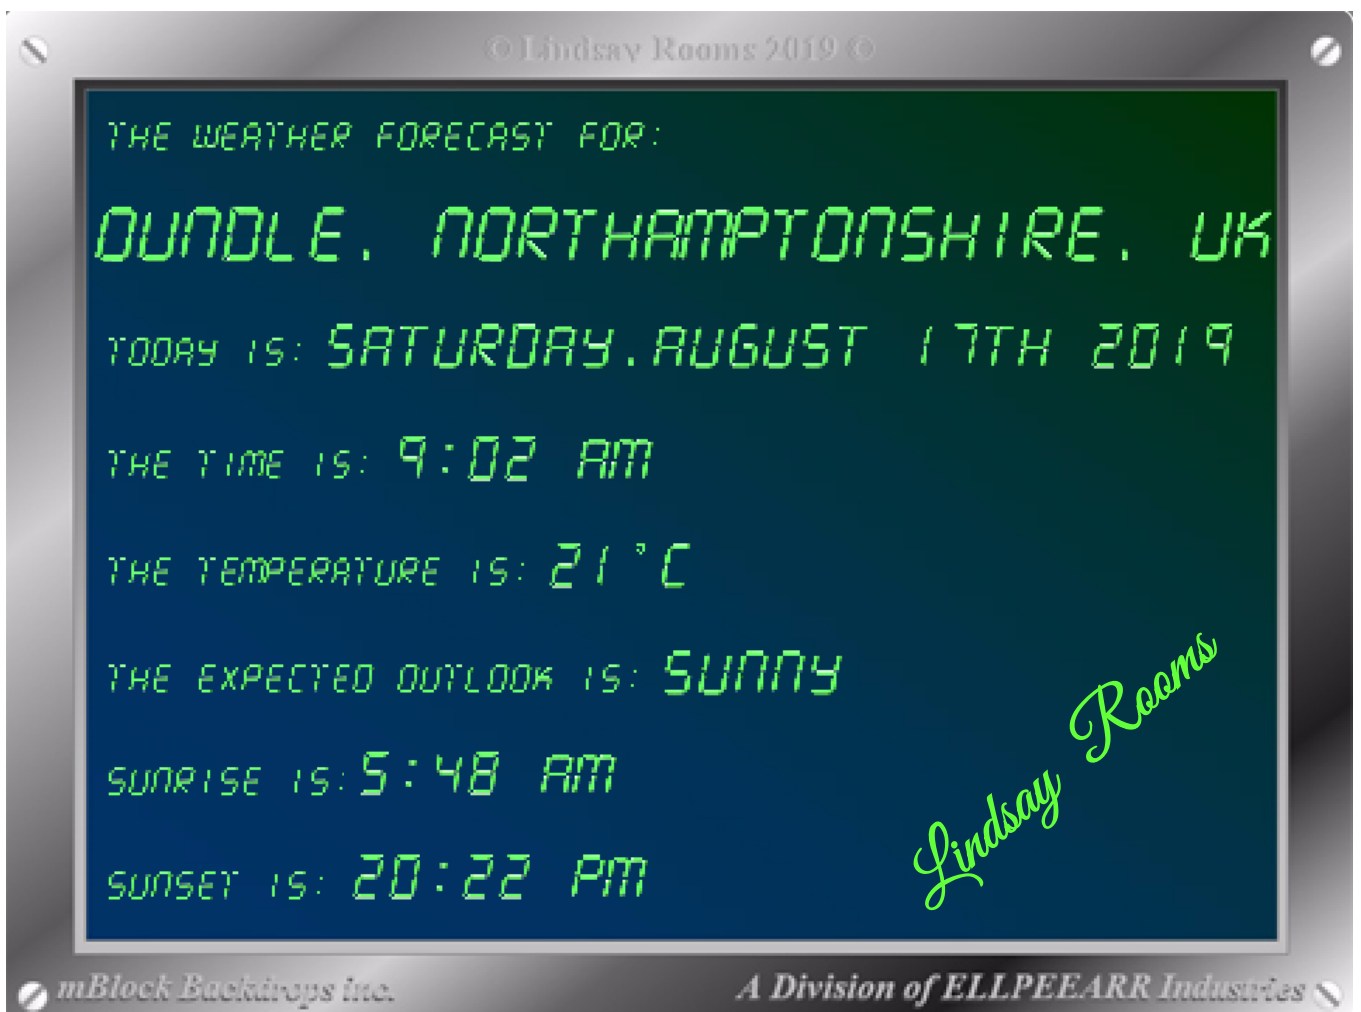 © Lindsay Rooms 2019 ©
THE WEATHER FORECAST FOR:
OUNDLE, NORTHAMPTONSHIRE, UK
TODAY IS: SATURDAY,AUGUST 17TH 2019
THE TIME IS: 9:02 AM
THE TEMPERATURE IS: 21°C
THE EXPECTED OUTLOOK IS: SUNNY
SUNRISE IS: 5:48 AM
SUNSET IS: 20:22 PM
Lindsay Rooms
mBlock Backdrops inc.
A Division of ELLPEEARR Industries